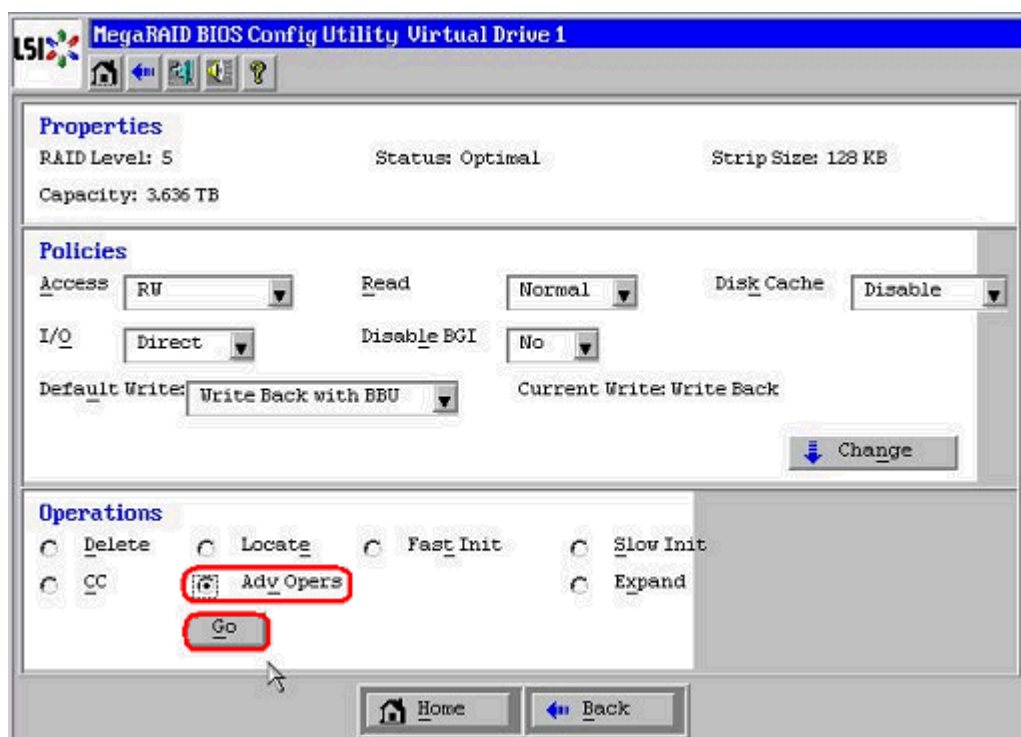 LSI MegaRAID BIOS Config Utility Virtual Drive 1
Properties
RAID Level: 5 Status: Optimal Strip Size: 128 KB
Capacity: 3.636 TB
Policies
Access RW Read Normal Disk Cache Disable
I/O Direct Disable BGI No
Default Write: Write Back with BBU Current Write: Write Back
Change
Operations
Delete Locate Fast Init Slow Init
CC Adv Opers Expand
Go
Home Back